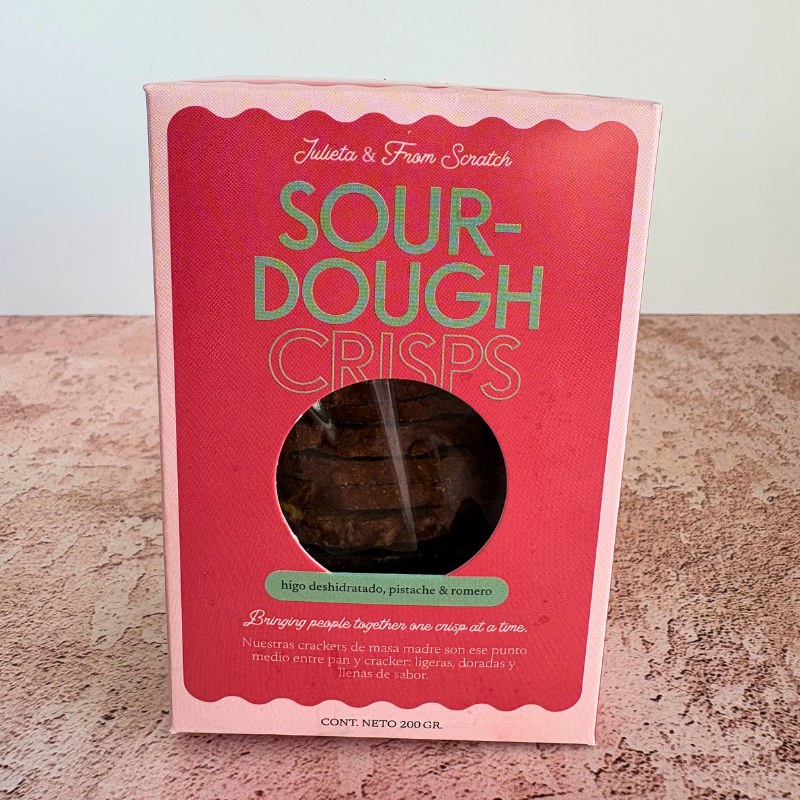 Julieta & From Scratch
SOUR-
DOUGH
CRISPS
higo deshidratado, pistache & romero
Bringing people together one crisp at a time.
Nuestras crackers de masa madre son ese punto
medio entre pan y cracker: ligeras, doradas y
llenas de sabor.
CONT. NETO 200 GR.